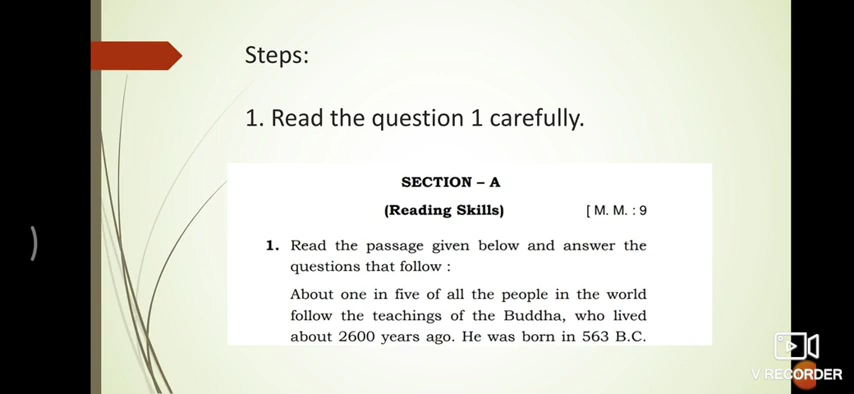 Steps:
1. Read the question 1 carefully.
SECTION – A
(Reading Skills) [ M. M. : 9
1. Read the passage given below and answer the
questions that follow :
About one in five of all the people in the world
follow the teachings of the Buddha, who lived
about 2600 years ago. He was born in 563 B.C.
V RECORDER